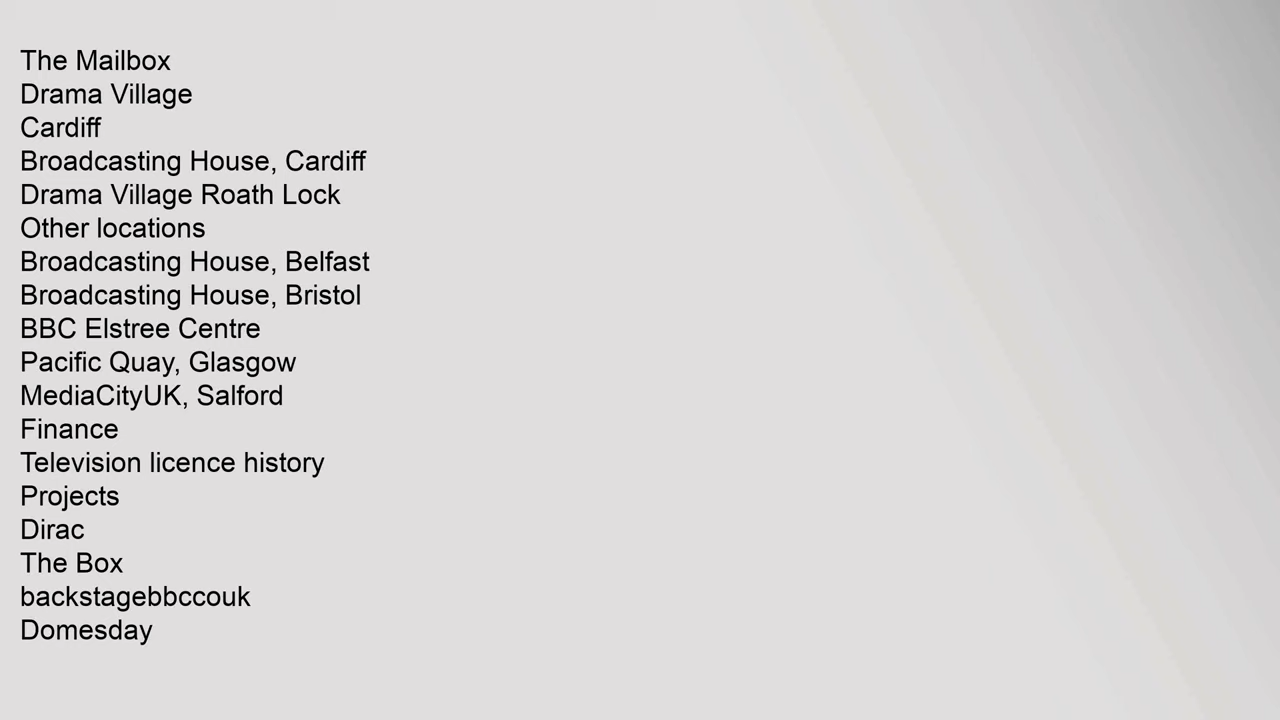 The Mailbox
Drama Village
Cardiff
Broadcasting House, Cardiff
Drama Village Roath Lock
Other locations
Broadcasting House, Belfast
Broadcasting House, Bristol
BBC Elstree Centre
Pacific Quay, Glasgow
MediaCityUK, Salford
Finance
Television licence history
Projects
Dirac
The Box
backstagebbccouk
Domesday